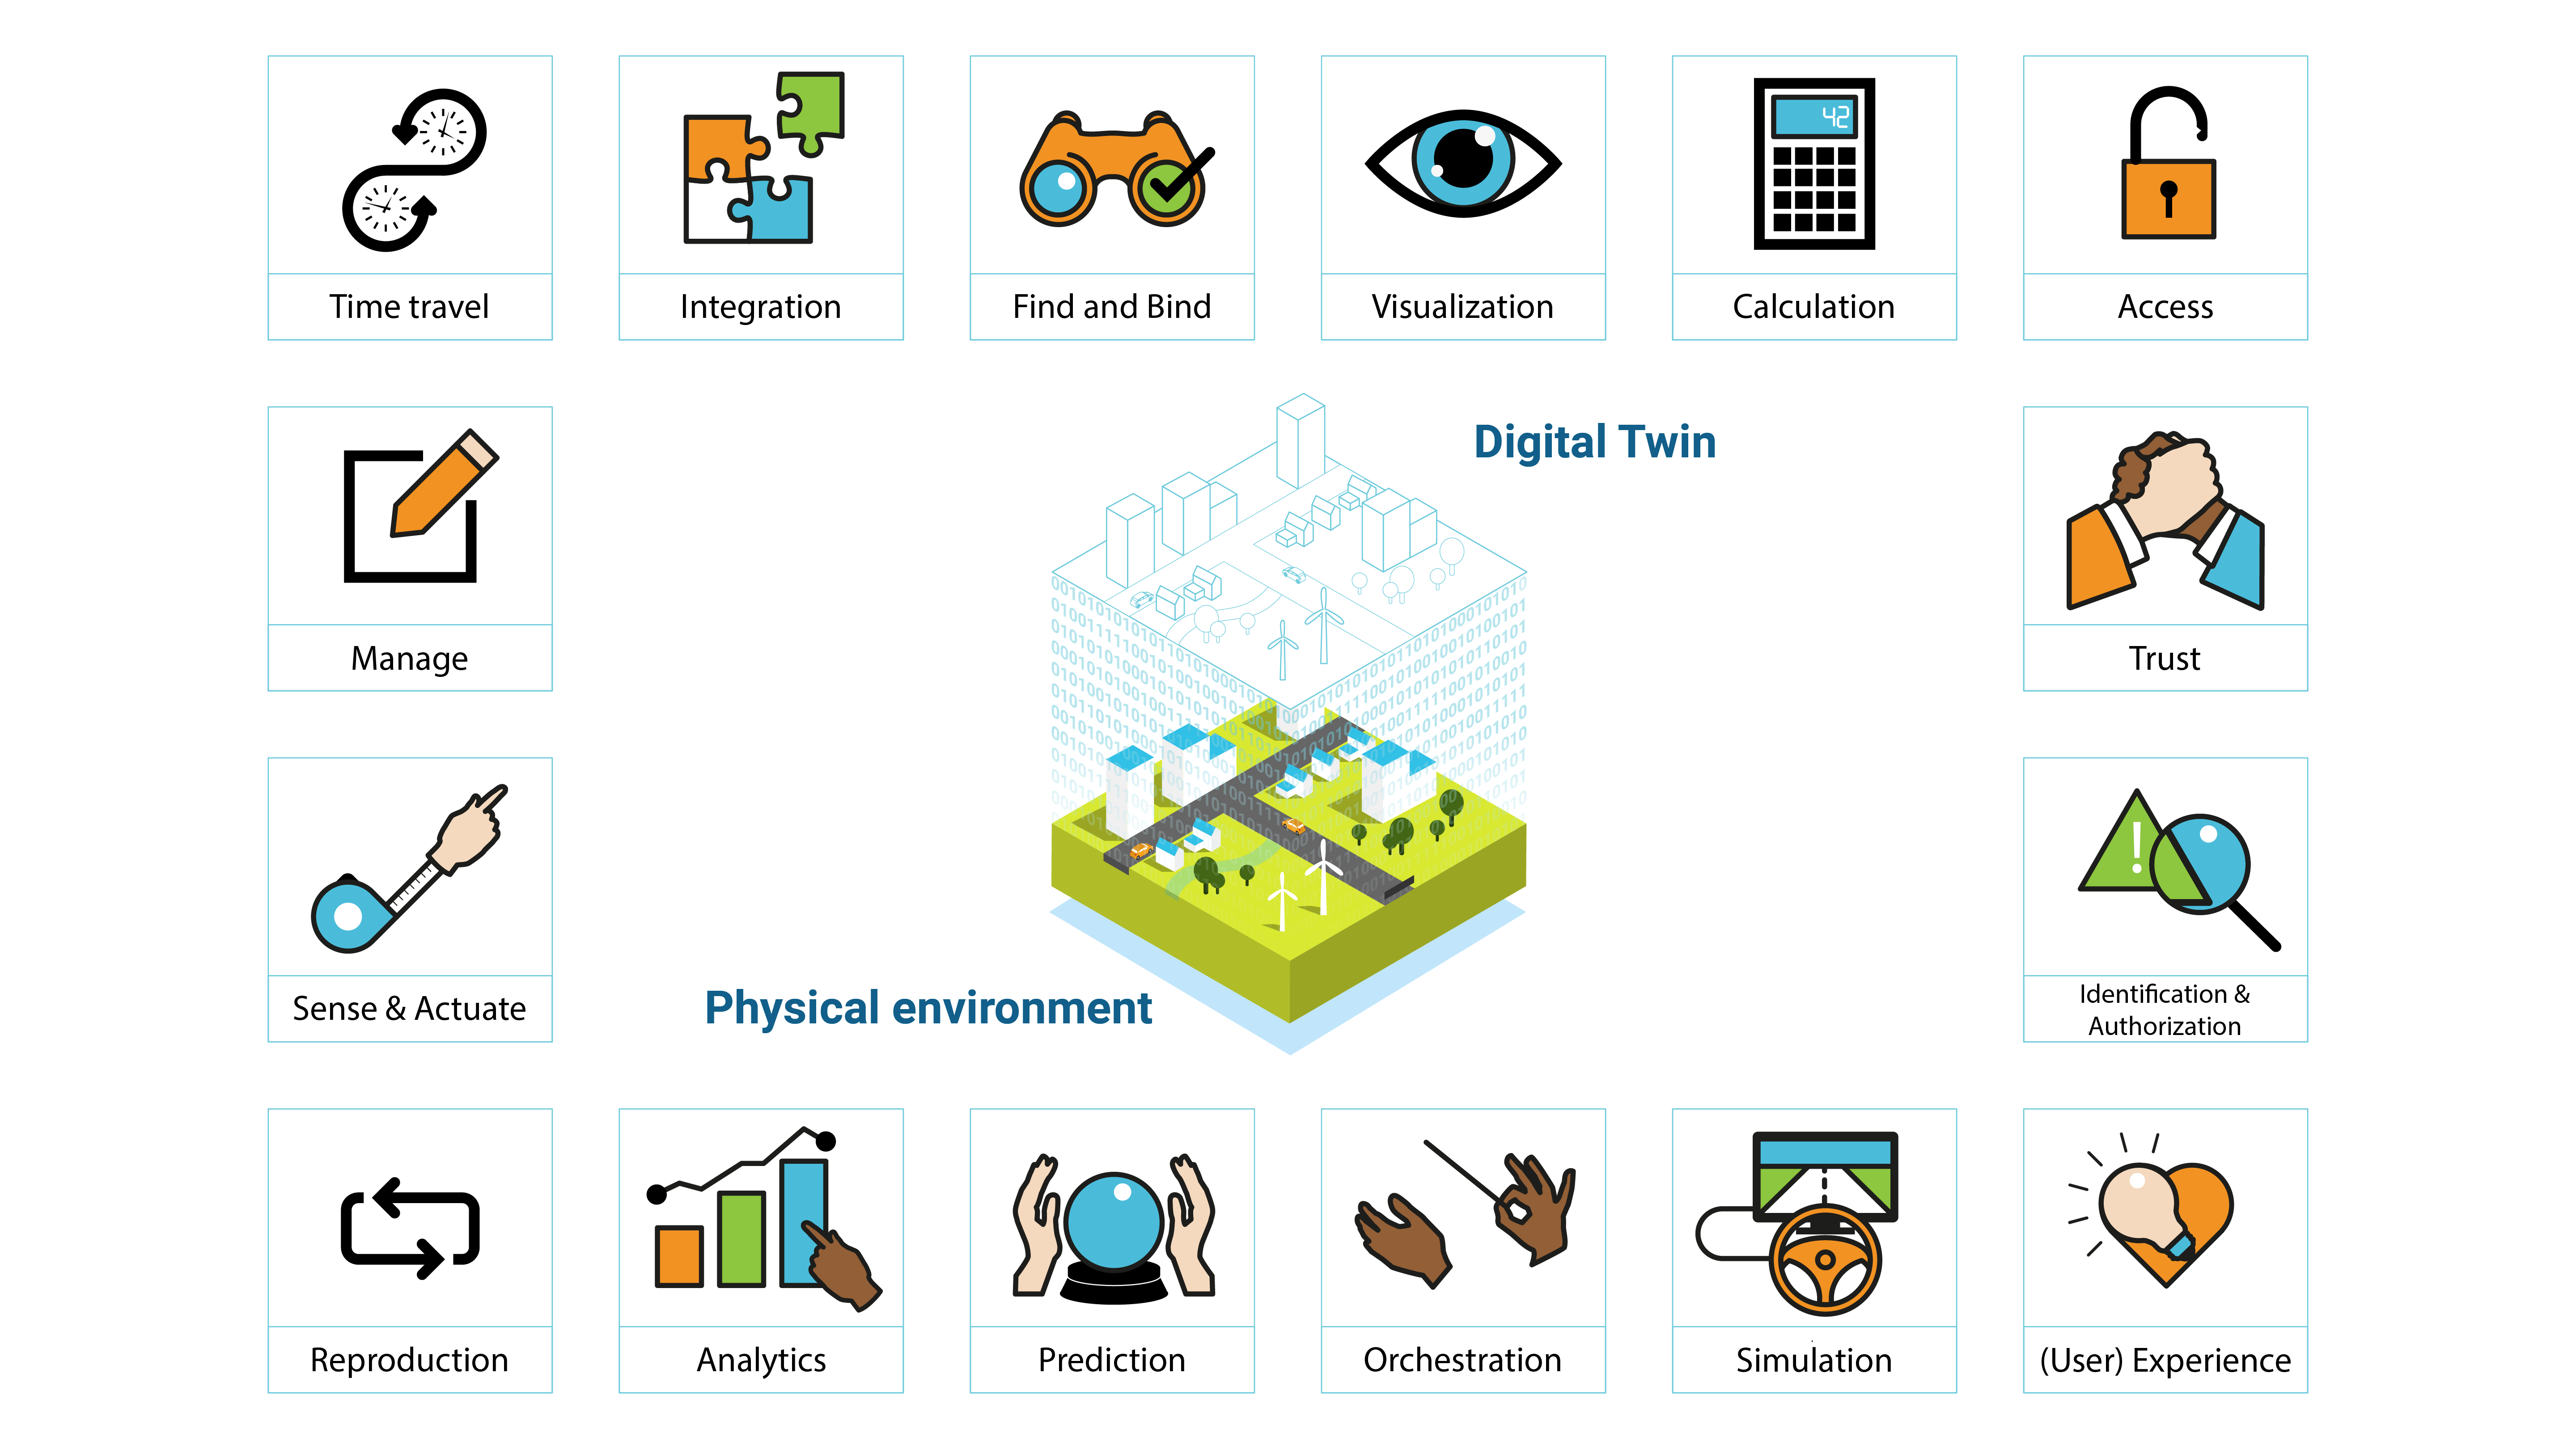 42
Time travel
Integration
Find and Bind
Visualization
Calculation
Access
Digital Twin
Manage
Trust
!
Sense & Actuate
Physical environment
Identification &
Authorization
Reproduction
Analytics
Prediction
Orchestration
Simulation
(User) Experience